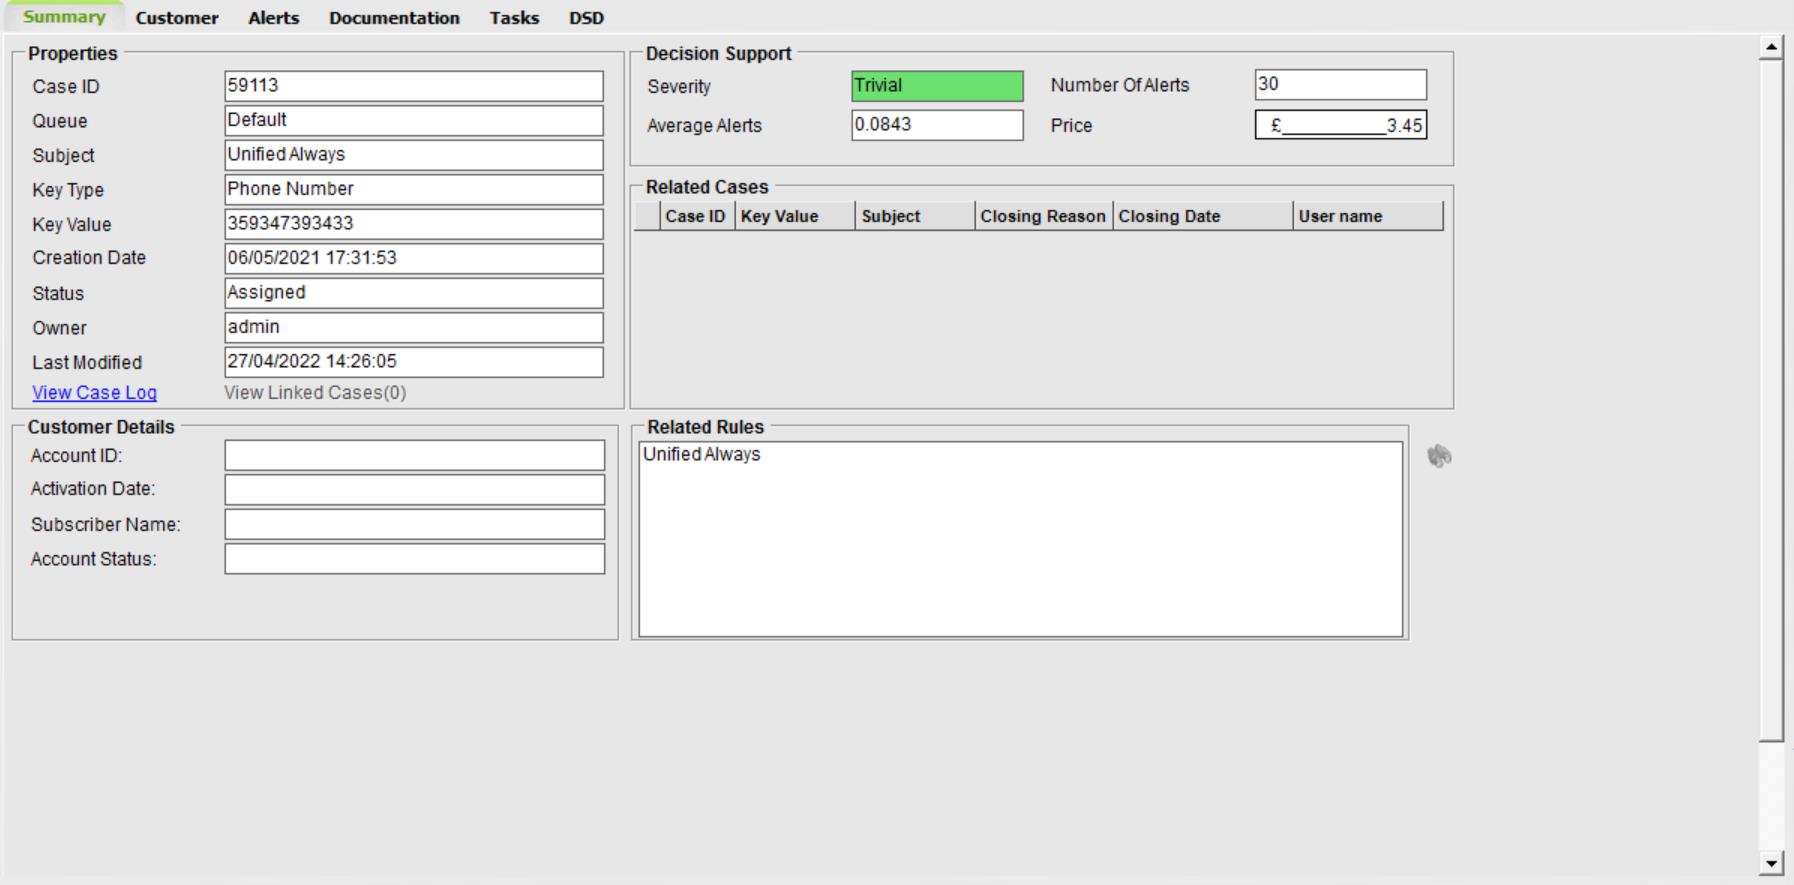 Summary Customer Alerts Documentation Tasks DSD
Properties
Case ID 59113
Queue Default
Subject Unified Always
Key Type Phone Number
Key Value 359347393433
Creation Date 06/05/2021 17:31:53
Status Assigned
Owner admin
Last Modified 27/04/2022 14:26:05
View Case Log View Linked Cases(0)
Decision Support
Severity Trivial Number Of Alerts 30
Average Alerts 0.0843 Price £__________3.45
Related Cases
Case ID Key Value Subject Closing Reason Closing Date User name
Customer Details
Account ID:
Activation Date:
Subscriber Name:
Account Status:
Related Rules
Unified Always